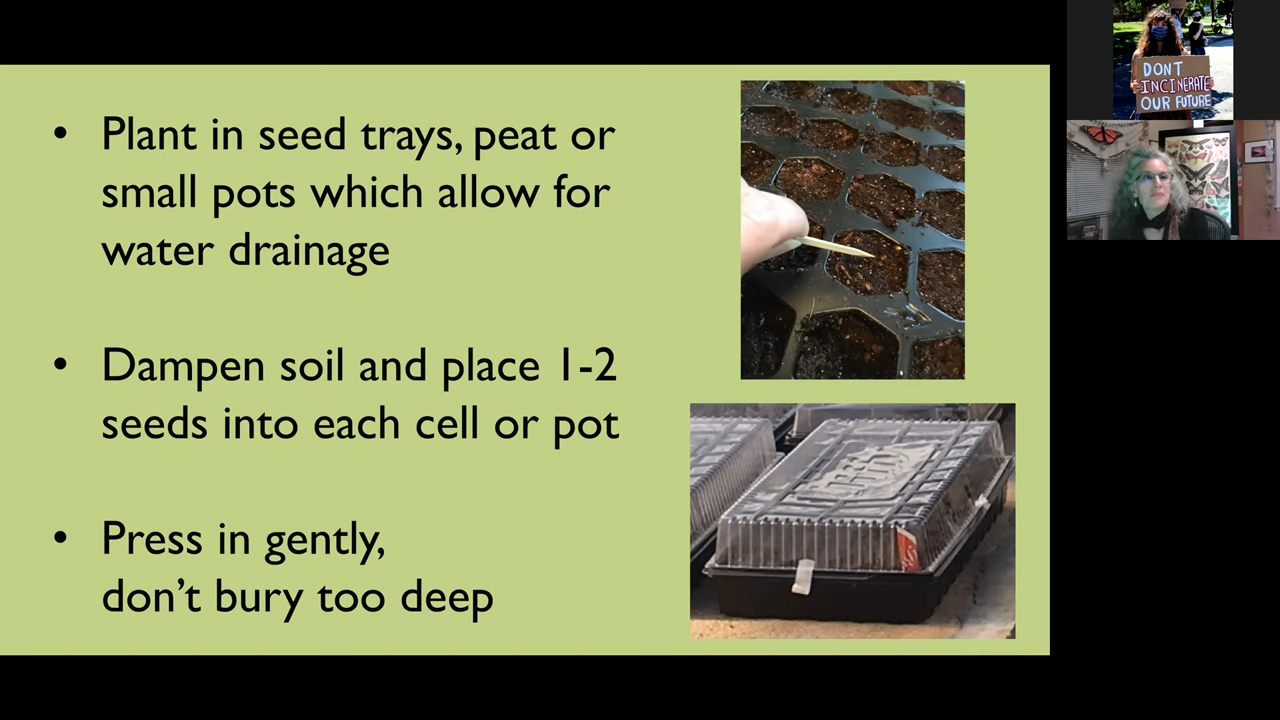 • Plant in seed trays, peat or
small pots which allow for
water drainage
• Dampen soil and place 1-2
seeds into each cell or pot
• Press in gently,
don't bury too deep
DON'T
INCINERATE
OUR FUTURE